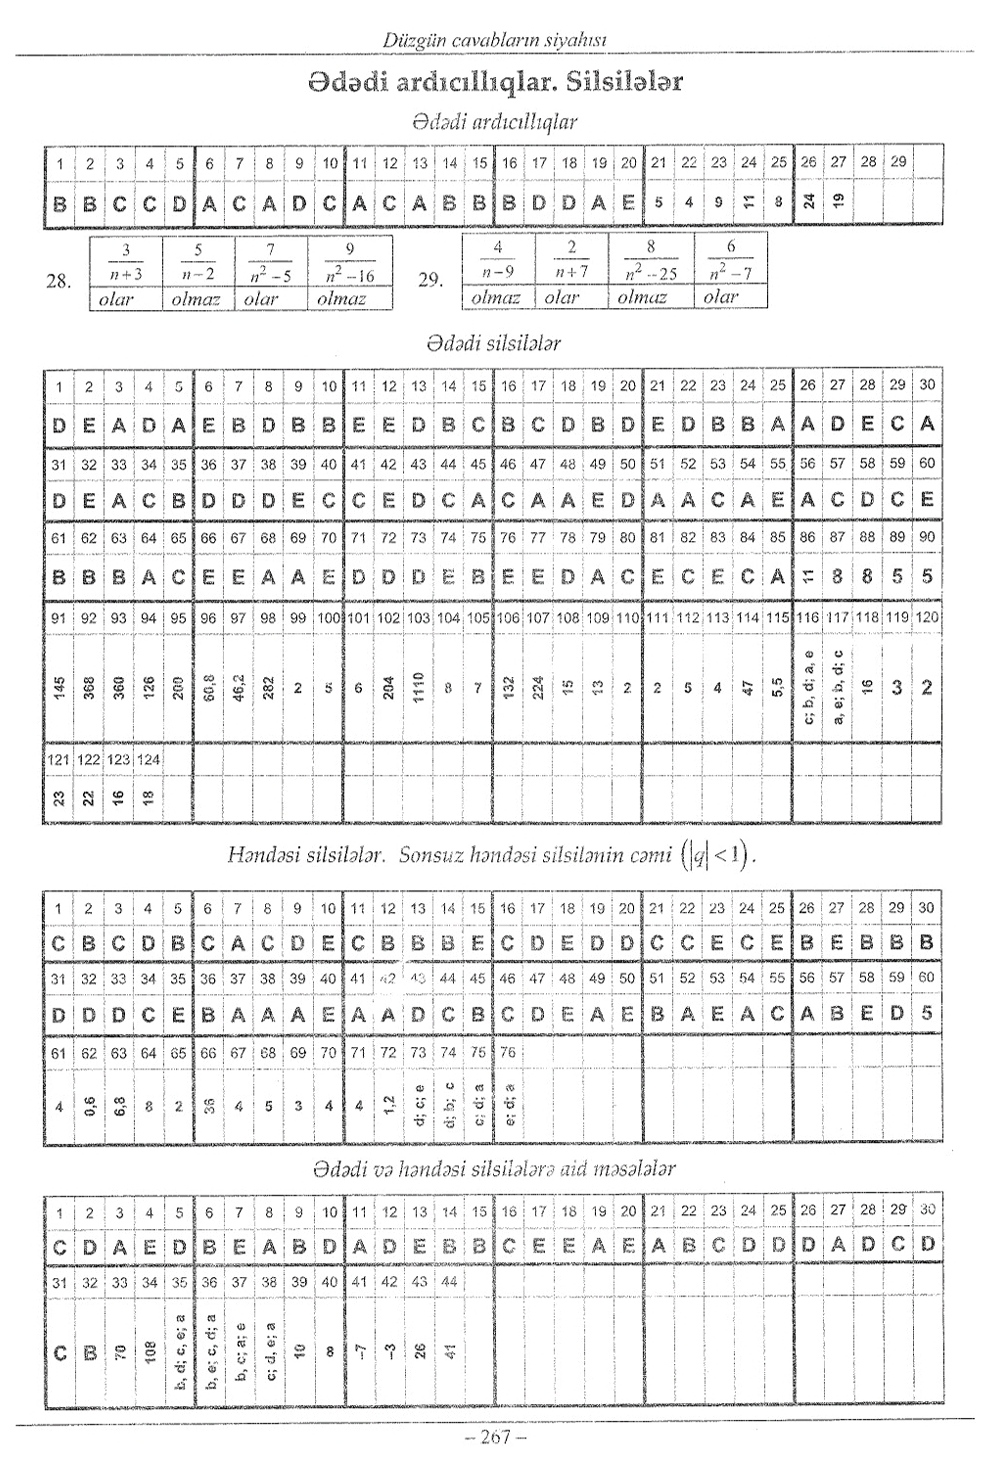 Düzgün cavabların siyahısı
Ədədi ardıcıllıqlar. Silsilələr
Ədədi ardıcıllıqlar
1 2 3 4 5 6 7 8 9 10 11 12 13 14 15 16 17 18 19 20 21 22 23 24 25 26 27 28 29
B B C C D A C A D C A C A B B B D D A E 5 4 9 11 8 24 19
28. 3/(n+3) 5/(n−2) 7/(n²−5) 9/(n²−16) 29. 4/(n−9) 2/(n+7) 8/(n²−25) 6/(n²−7)
olar olmaz olar olmaz olmaz olar olmaz olar
Ədədi silsilələr
1 2 3 4 5 6 7 8 9 10 11 12 13 14 15 16 17 18 19 20 21 22 23 24 25 26 27 28 29 30
D E A D A E B D B B E E D B C B C D B D E D B B A A D E C A
31 32 33 34 35 36 37 38 39 40 41 42 43 44 45 46 47 48 49 50 51 52 53 54 55 56 57 58 59 60
D E A C B D D D E C C E D C A C A A E D A A C A E A C D C E
61 62 63 64 65 66 67 68 69 70 71 72 73 74 75 76 77 78 79 80 81 82 83 84 85 86 87 88 89 90
B B B A C E E A A E D D D E B E E D A C E C E C A 11 8 8 5 5
91 92 93 94 95 96 97 98 99 100 101 102 103 104 105 106 107 108 109 110 111 112 113 114 115 116 117 118 119 120
145 368 360 126 200 60,8 46,2 282 2 5 6 204 1110 8 7 132 224 15 13 2 2 5 4 47 5,5 c; b, d; a, e a, e; b, d; c 16 3 2
121 122 123 124
23 22 16 18
Həndəsi silsilələr. Sonsuz həndəsi silsilənin cəmi (|q| < 1).
1 2 3 4 5 6 7 8 9 10 11 12 13 14 15 16 17 18 19 20 21 22 23 24 25 26 27 28 29 30
C B C D B C A C D E C B B B E C D E D D C C E C E B E B B B
31 32 33 34 35 36 37 38 39 40 41 42 43 44 45 46 47 48 49 50 51 52 53 54 55 56 57 58 59 60
D D D C E B A A A E A A D C B C D E A E B A E A C A B E D 5
61 62 63 64 65 66 67 68 69 70 71 72 73 74 75 76
4 0,6 6,8 8 2 36 4 5 3 4 4 1,2 d; c; e d; b; c c; d; a e; d; a
Ədədi və həndəsi silsilələrə aid məsələlər
1 2 3 4 5 6 7 8 9 10 11 12 13 14 15 16 17 18 19 20 21 22 23 24 25 26 27 28 29 30
C D A E D B E A B D A D E B B C E E A E A B C D D D A D C D
31 32 33 34 35 36 37 38 39 40 41 42 43 44
C B 70 108 b, d; c, e; a b, e; c, d; a b, c; a; e c; d, e; a 10 8 −7 −3 26 41
– 267 –